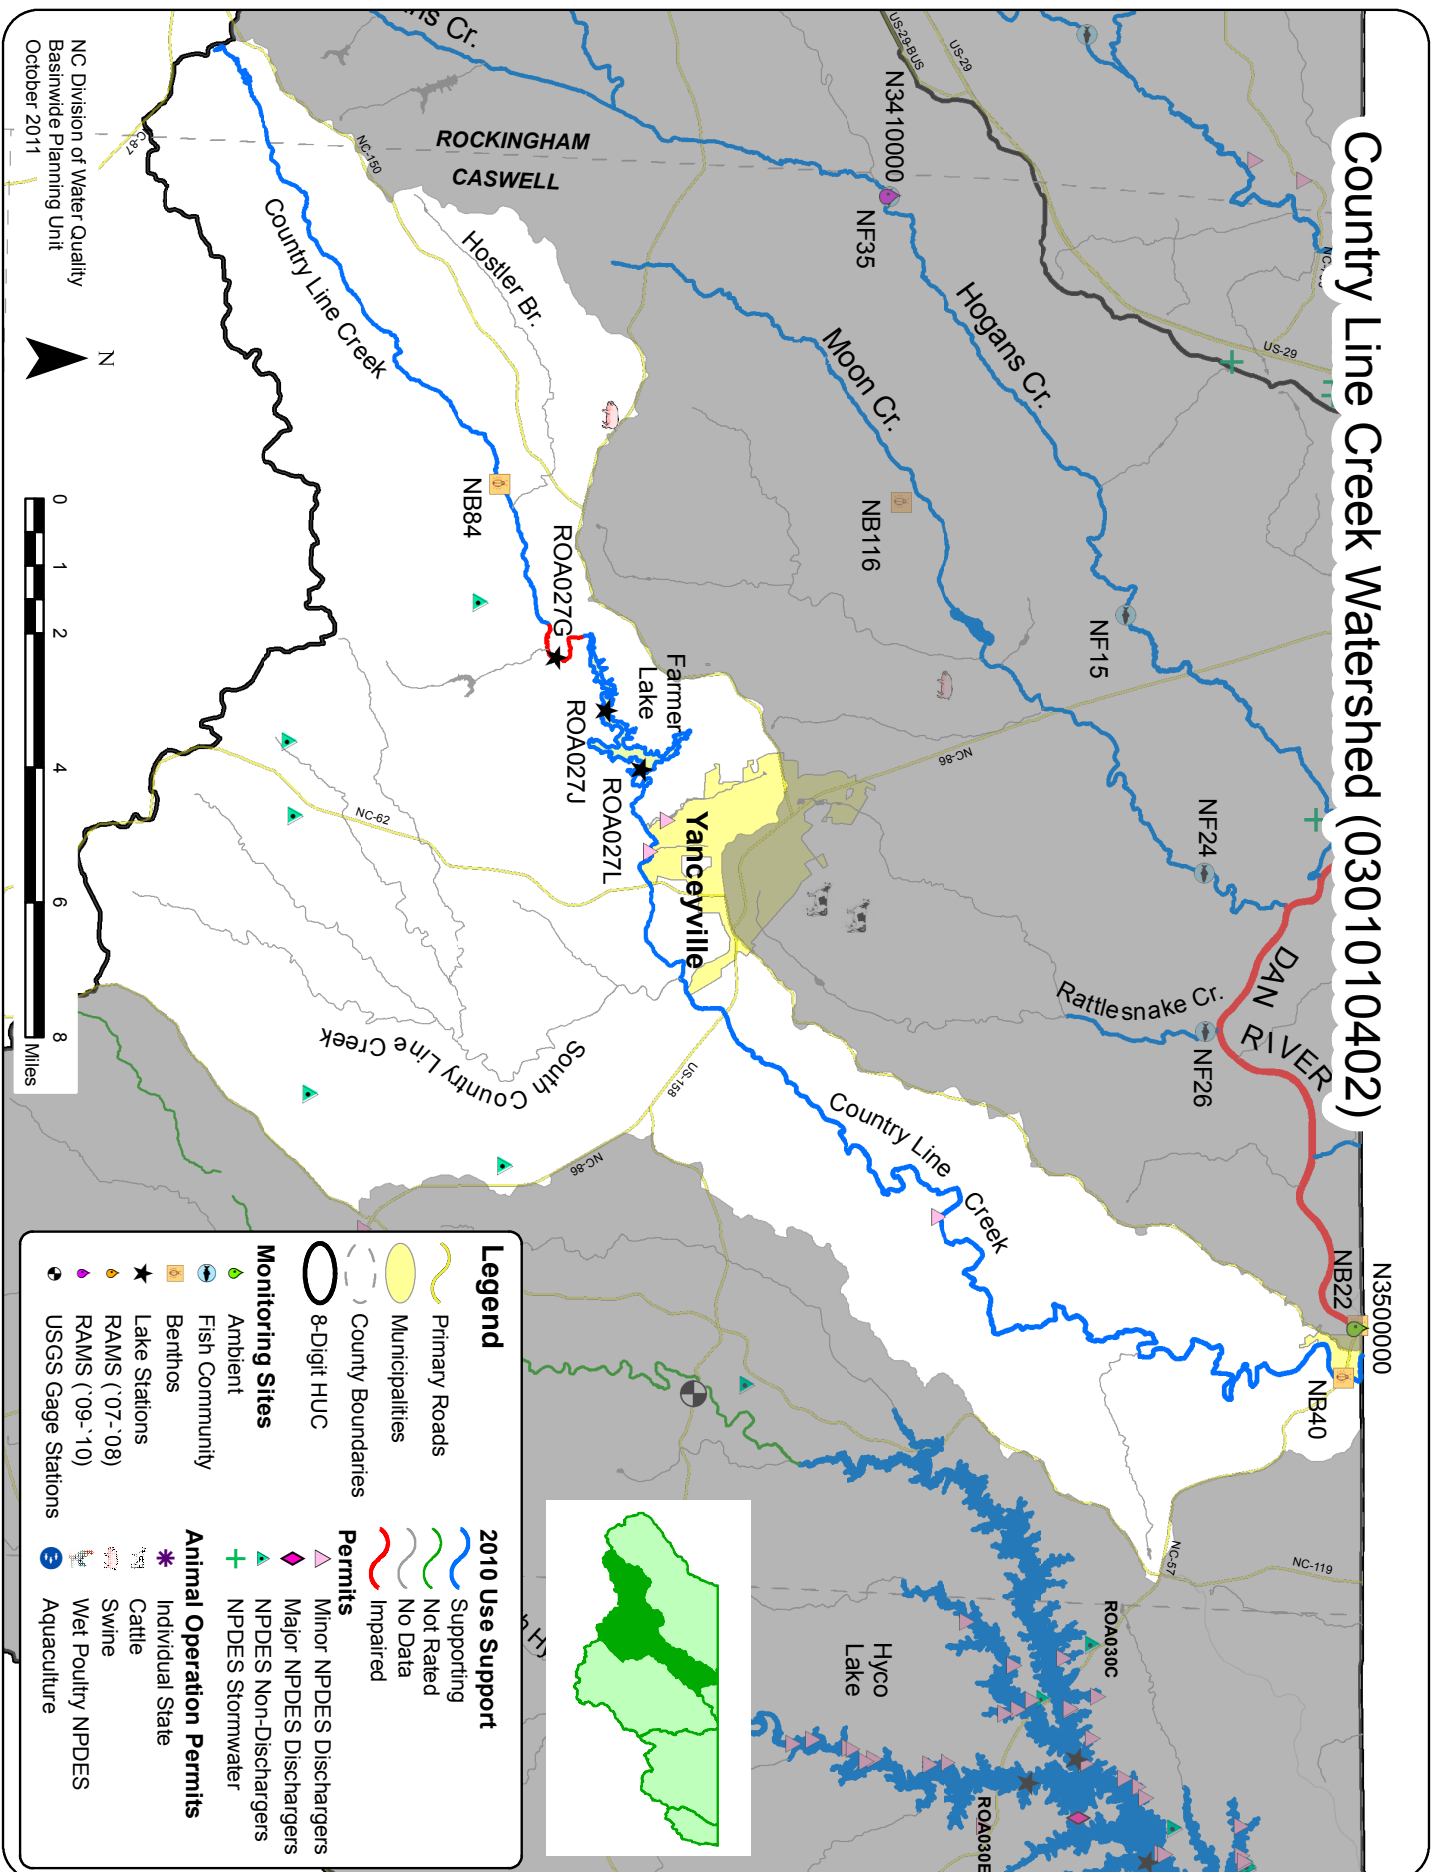 Country Line Creek Watershed (0301010402)
US-29-BUS
US-29
N3410000
NF35
ns Cr.
ROCKINGHAM
CASWELL
NC-150
Hogans Cr.
US-29
Moon Cr.
NB116
NF15
NC-86
NF24
DAN RIVER
Rattlesnake Cr.
NF26
N3500000
NB22
NB40
Hostler Br.
Country Line Creek
NB84
ROA027G
Farmer
Lake
ROA027J
ROA027L
Yanceyville
NC-62
South Country Line Creek
US-158
NC-86
Country Line Creek
NC-57
NC-119
ROA030C
Hyco
Lake
ROA030E
NC Division of Water Quality
Basinwide Planning Unit
October 2011
N
0 1 2 4 6 8
Miles
Legend
Primary Roads
Municipalities
County Boundaries
8-Digit HUC
Monitoring Sites
Ambient
Fish Community
Benthos
Lake Stations
RAMS (`07-`08)
RAMS (`09-`10)
USGS Gage Stations
2010 Use Support
Supporting
Not Rated
No Data
Impaired
Permits
Minor NPDES Dischargers
Major NPDES Dischargers
NPDES Non-Dischargers
NPDES Stormwater
Animal Operation Permits
Individual State
Cattle
Swine
Wet Poultry NPDES
Aquaculture